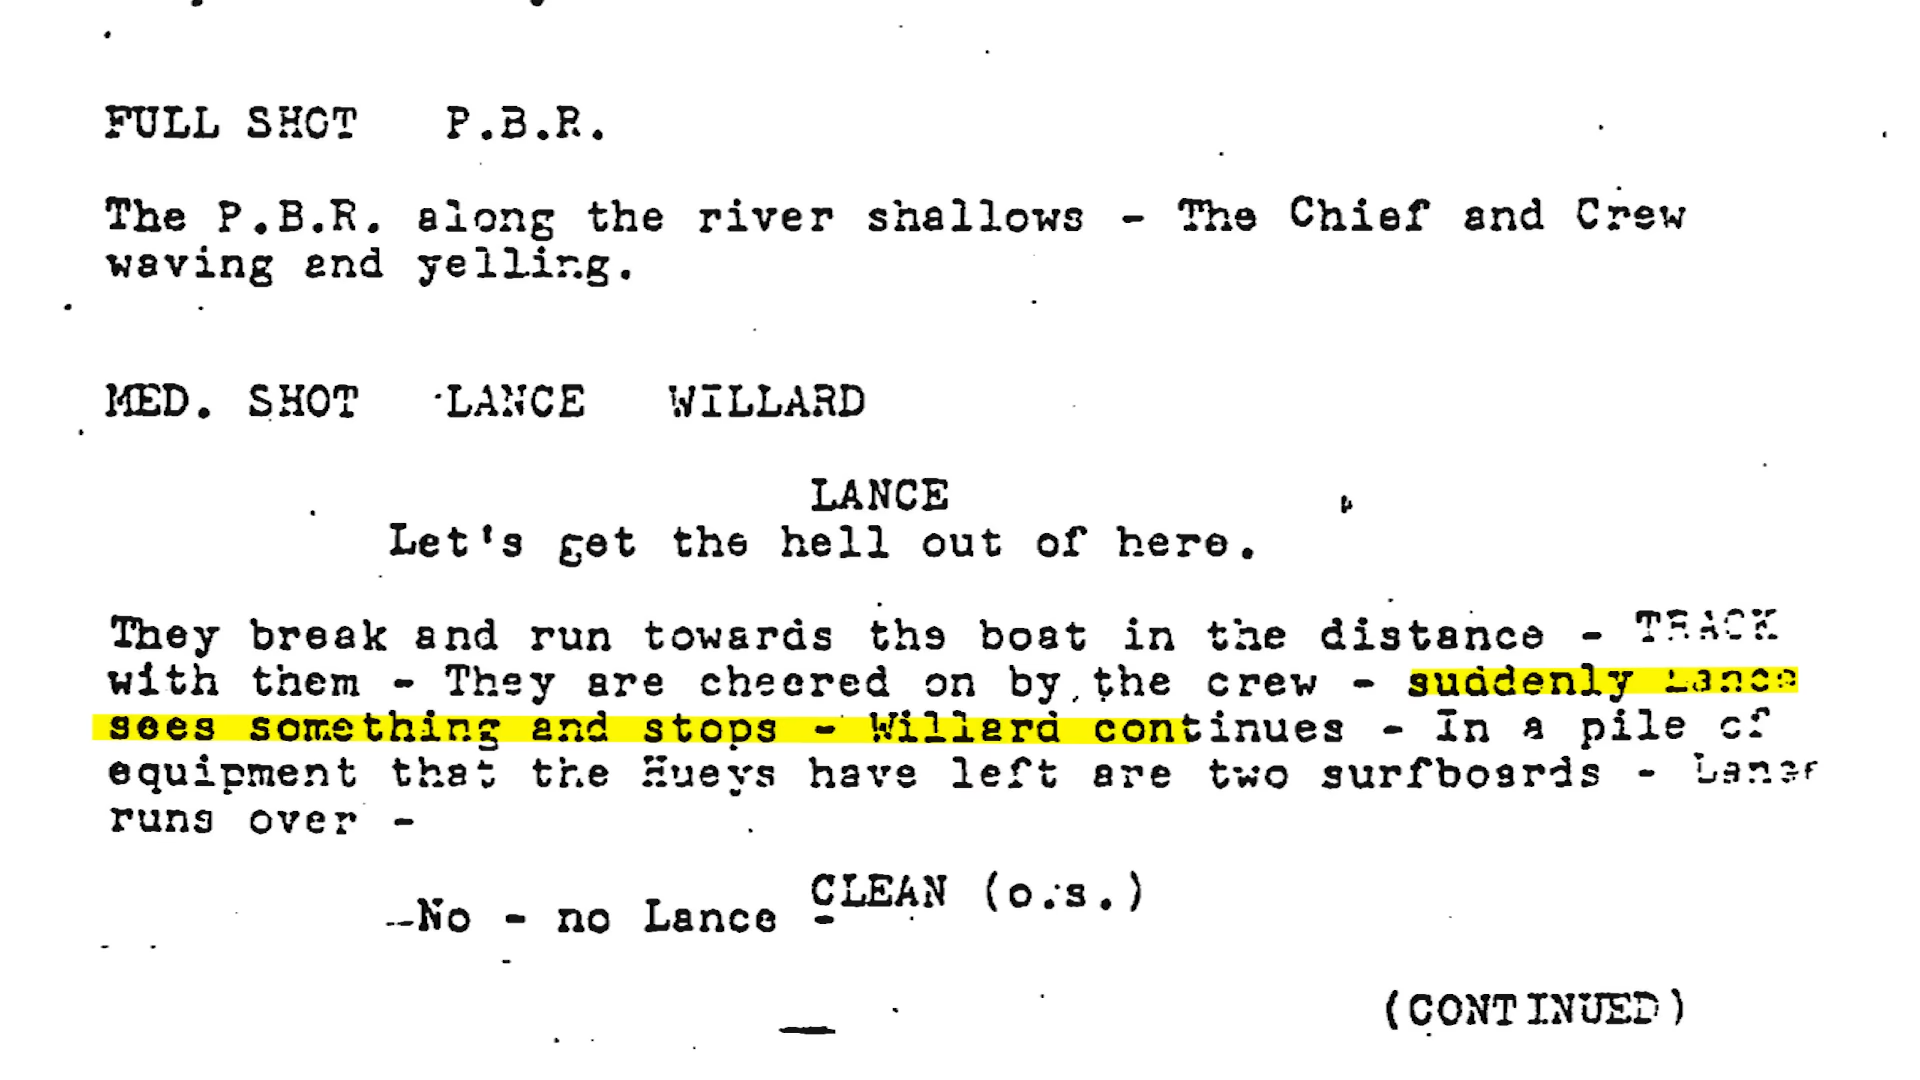 FULL SHOT P.B.R.
The P.B.R. along the river shallows - The Chief and Crew
waving and yelling.
MED. SHOT LANCE WILLARD
LANCE
Let's get the hell out of here.
They break and run towards the boat in the distance - TRACK
with them - They are cheered on by the crew - suddenly Lance
sees something and stops - Willard continues - In a pile of
equipment that the Hueys have left are two surfboards - Lance
runs over -
CLEAN (o.s.)
--No - no Lance -
(CONTINUED)